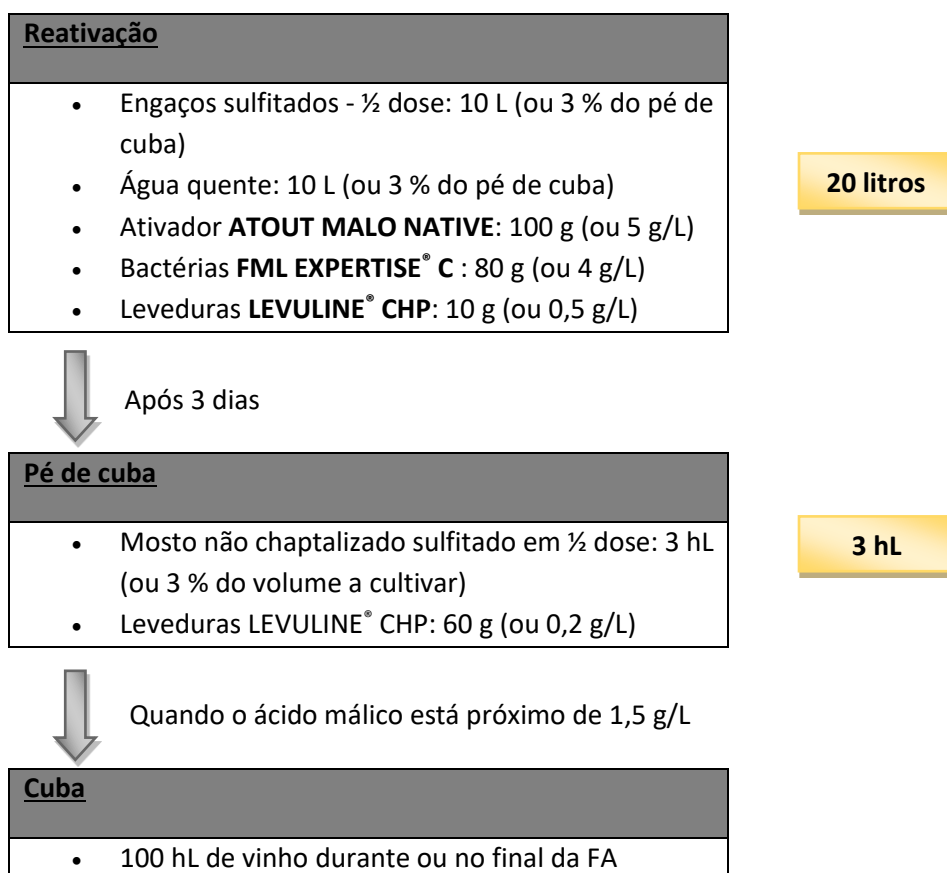 Reativação
• Engaços sulfitados - ½ dose: 10 L (ou 3 % do pé de
cuba)
• Água quente: 10 L (ou 3 % do pé de cuba)
• Ativador ATOUT MALO NATIVE: 100 g (ou 5 g/L)
• Bactérias FML EXPERTISE® C : 80 g (ou 4 g/L)
• Leveduras LEVULINE® CHP: 10 g (ou 0,5 g/L)
20 litros
Após 3 dias
Pé de cuba
• Mosto não chaptalizado sulfitado em ½ dose: 3 hL
(ou 3 % do volume a cultivar)
• Leveduras LEVULINE® CHP: 60 g (ou 0,2 g/L)
3 hL
Quando o ácido málico está próximo de 1,5 g/L
Cuba
• 100 hL de vinho durante ou no final da FA